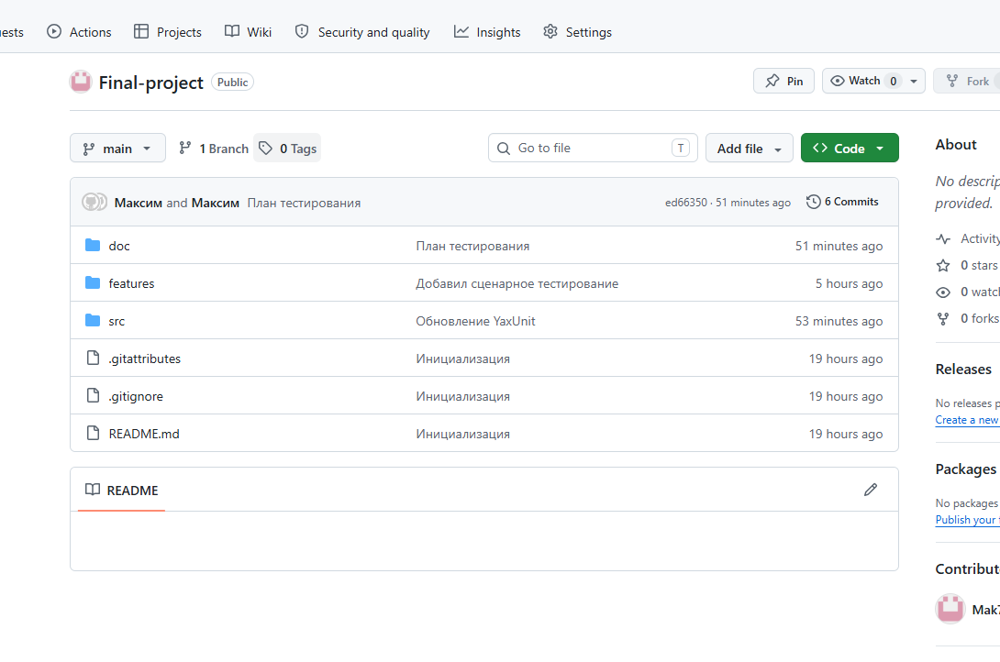 Actions Projects Wiki Security and quality Insights Settings
Final-project Public Pin Watch 0 Fork
main 1 Branch 0 Tags Go to file T Add file Code
Максим and Максим План тестирования ed66350 · 51 minutes ago 6 Commits
doc План тестирования 51 minutes ago
features Добавил сценарное тестирование 5 hours ago
src Обновление YaxUnit 53 minutes ago
.gitattributes Инициализация 19 hours ago
.gitignore Инициализация 19 hours ago
README.md Инициализация 19 hours ago
README
About
No descrip
provided.
Activity
0 stars
0 watch
0 forks
Releases
No releases p
Create a new
Packages
No packages
Publish your
Contribut
Mak